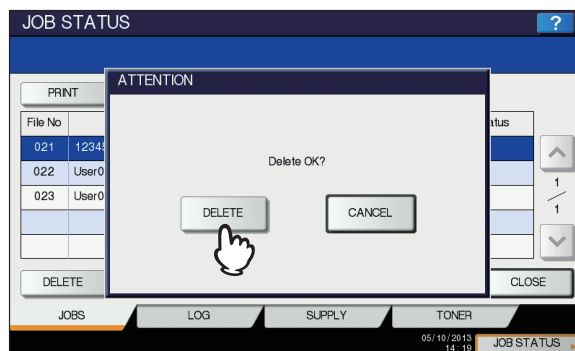 JOB STATUS
?
ATTENTION
PRINT
File No
atus
021 12345
Delete OK?
022 User0
023 User0
1
1
DELETE
CANCEL
DELETE
CLOSE
JOBS
LOG
SUPPLY
TONER
05/10/2013
14:19
JOB STATUS